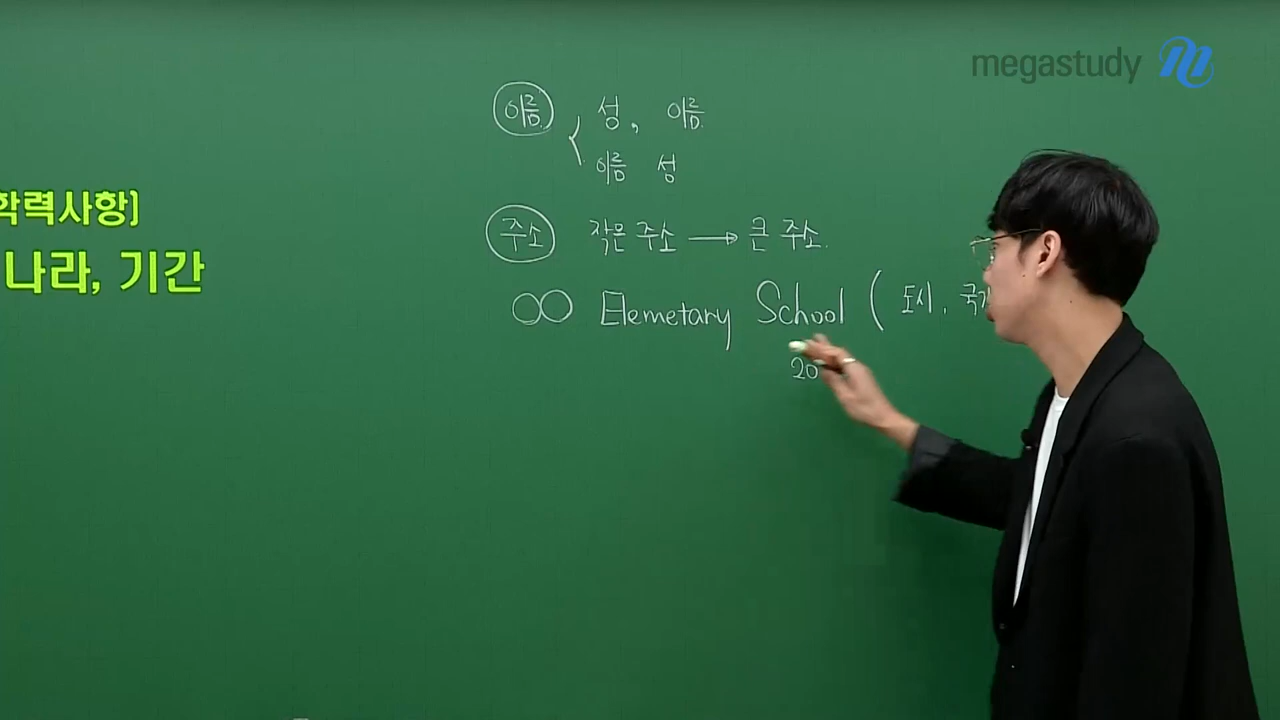 megastudy
이름 성, 이름
이름 성
학력사항]
나라, 기간
주소 작은 주소 → 큰 주소.
○○ Elemetary School ( 도시, 국가
20